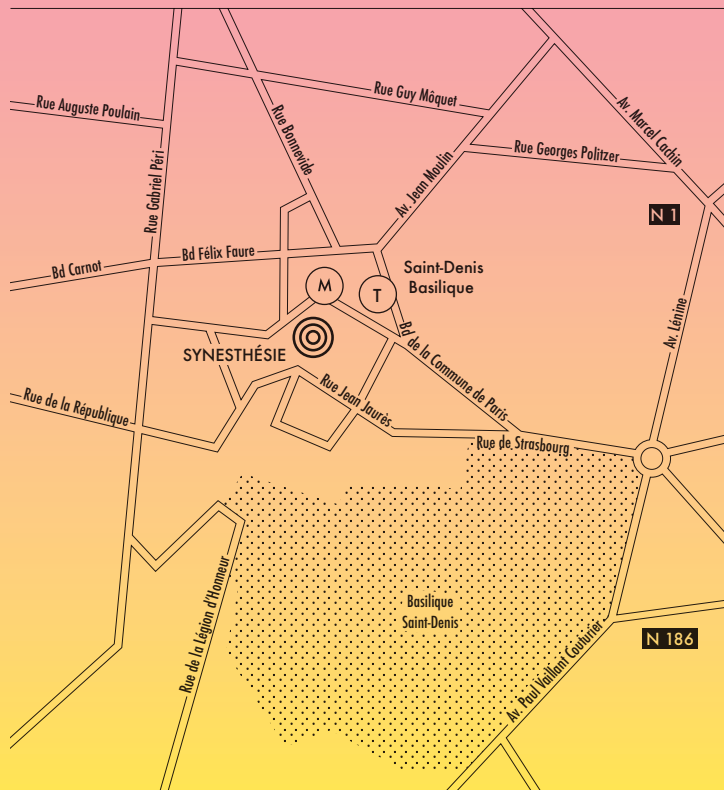 Rue Guy Môquet
Rue Auguste Poulain
Av. Marcel Cachin
Rue Bonnevide
Rue Georges Politzer
Av. Jean Moulin
Rue Gabriel Péri
N 1
Bd Félix Faure
Bd Carnot
Saint-Denis
Basilique
M
T
Av. Lénine
SYNESTHÉSIE
Bd de la Commune de Paris
Rue Jean Jaurès
Rue de la République
Rue de Strasbourg
Basilique
Saint-Denis
Rue de la Légion d'Honneur
N 186
Av. Paul Vaillant Couturier